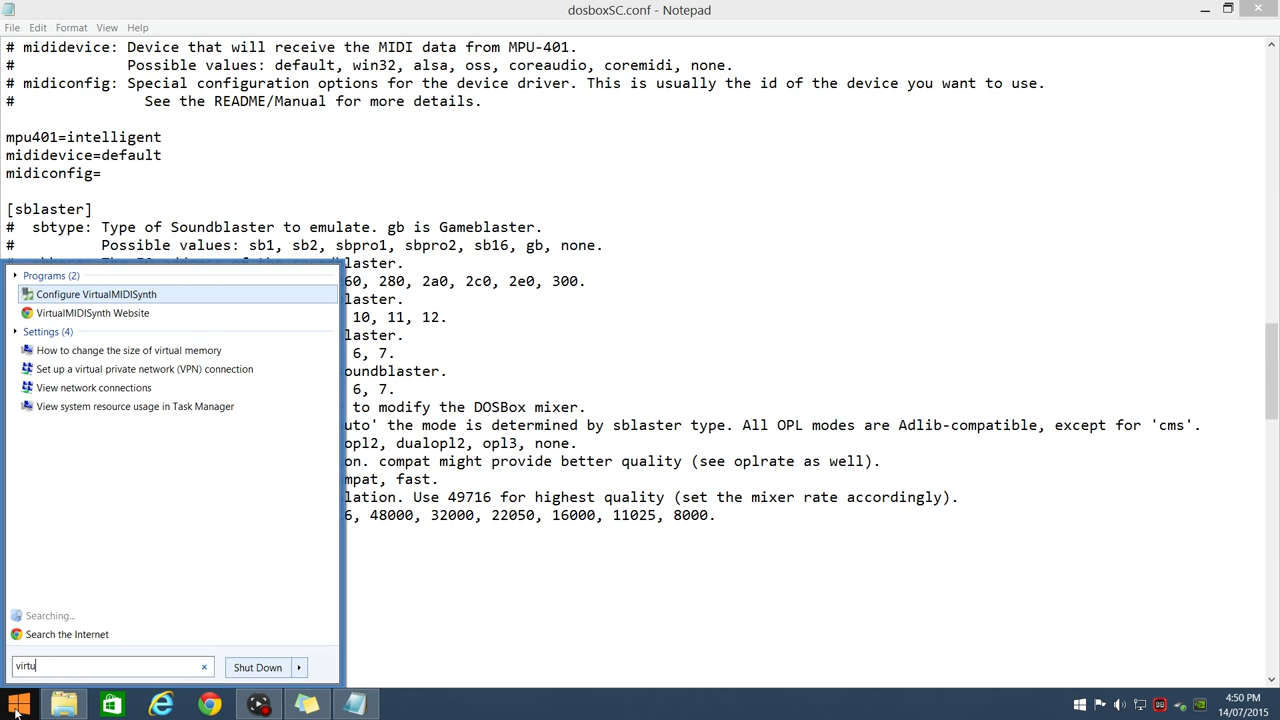 dosboxSC.conf - Notepad
File Edit Format View Help
# mididevice: Device that will receive the MIDI data from MPU-401.
# Possible values: default, win32, alsa, oss, coreaudio, coremidi, none.
# midiconfig: Special configuration options for the device driver. This is usually the id of the device you want to use.
# See the README/Manual for more details.
mpu401=intelligent
mididevice=default
midiconfig=
[sblaster]
# sbtype: Type of Soundblaster to emulate. gb is Gameblaster.
# Possible values: sb1, sb2, sbpro1, sbpro2, sb16, gb, none.
laster.
60, 280, 2a0, 2c0, 2e0, 300.
laster.
10, 11, 12.
laster.
6, 7.
oundblaster.
6, 7.
to modify the DOSBox mixer.
uto' the mode is determined by sblaster type. All OPL modes are Adlib-compatible, except for 'cms'.
opl2, dualopl2, opl3, none.
on. compat might provide better quality (see oplrate as well).
mpat, fast.
lation. Use 49716 for highest quality (set the mixer rate accordingly).
6, 48000, 32000, 22050, 16000, 11025, 8000.
Programs (2)
Configure VirtualMIDISynth
VirtualMIDISynth Website
Settings (4)
How to change the size of virtual memory
Set up a virtual private network (VPN) connection
View network connections
View system resource usage in Task Manager
Searching...
Search the Internet
virtu
Shut Down
4:50 PM
14/07/2015